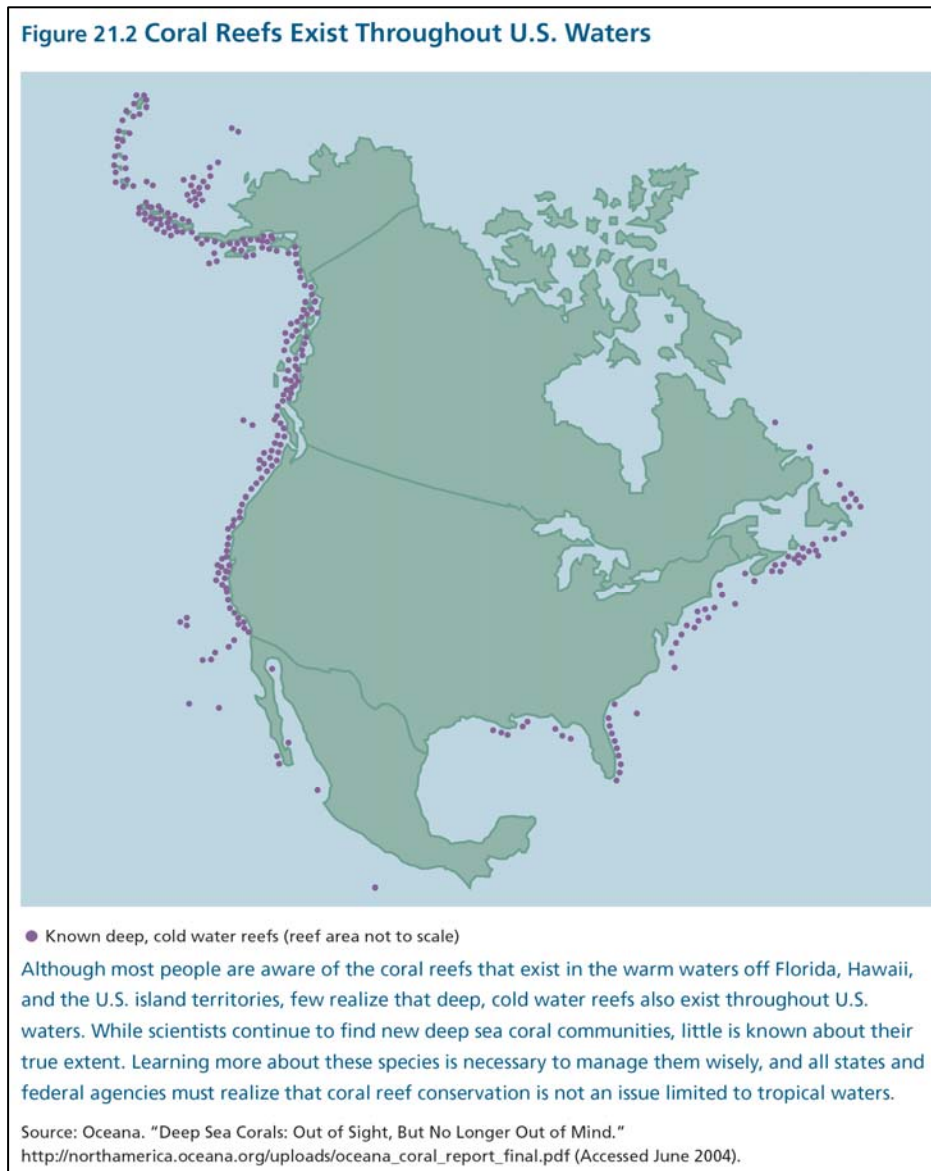 Figure 21.2 Coral Reefs Exist Throughout U.S. Waters
Known deep, cold water reefs (reef area not to scale)
Although most people are aware of the coral reefs that exist in the warm waters off Florida, Hawaii,
and the U.S. island territories, few realize that deep, cold water reefs also exist throughout U.S.
waters. While scientists continue to find new deep sea coral communities, little is known about their
true extent. Learning more about these species is necessary to manage them wisely, and all states and
federal agencies must realize that coral reef conservation is not an issue limited to tropical waters.
Source: Oceana. “Deep Sea Corals: Out of Sight, But No Longer Out of Mind.”
http://northamerica.oceana.org/uploads/oceana_coral_report_final.pdf (Accessed June 2004).